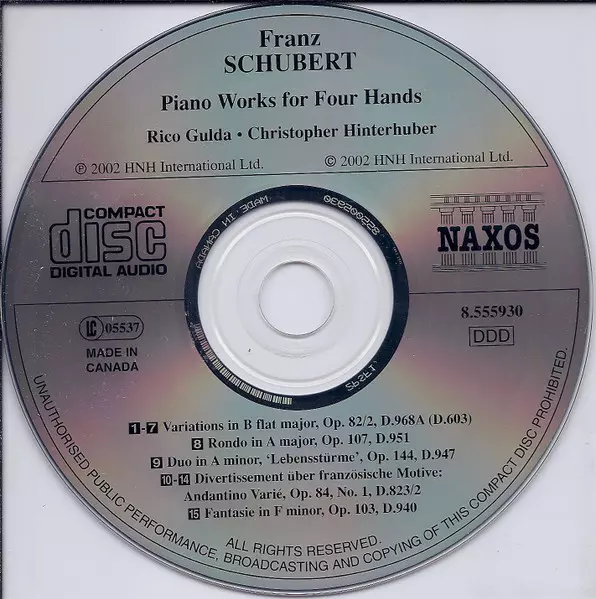 Franz
SCHUBERT
Piano Works for Four Hands
Rico Gulda • Christopher Hinterhuber
℗ 2002 HNH International Ltd.
© 2002 HNH International Ltd.
COMPACT
disc
DIGITAL AUDIO
NAXOS
MADE IN CANADA
LC 05537
MADE IN
CANADA
8.555930
DDD
1-7 Variations in B flat major, Op. 82/2, D.968A (D.603)
8 Rondo in A major, Op. 107, D.951
9 Duo in A minor, ‘Lebensstürme’, Op. 144, D.947
10-14 Divertissement über französische Motive:
Andantino Varié, Op. 84, No. 1, D.823/2
15 Fantasie in F minor, Op. 103, D.940
ALL RIGHTS RESERVED.
UNAUTHORISED PUBLIC PERFORMANCE, BROADCASTING AND COPYING OF THIS COMPACT DISC PROHIBITED.